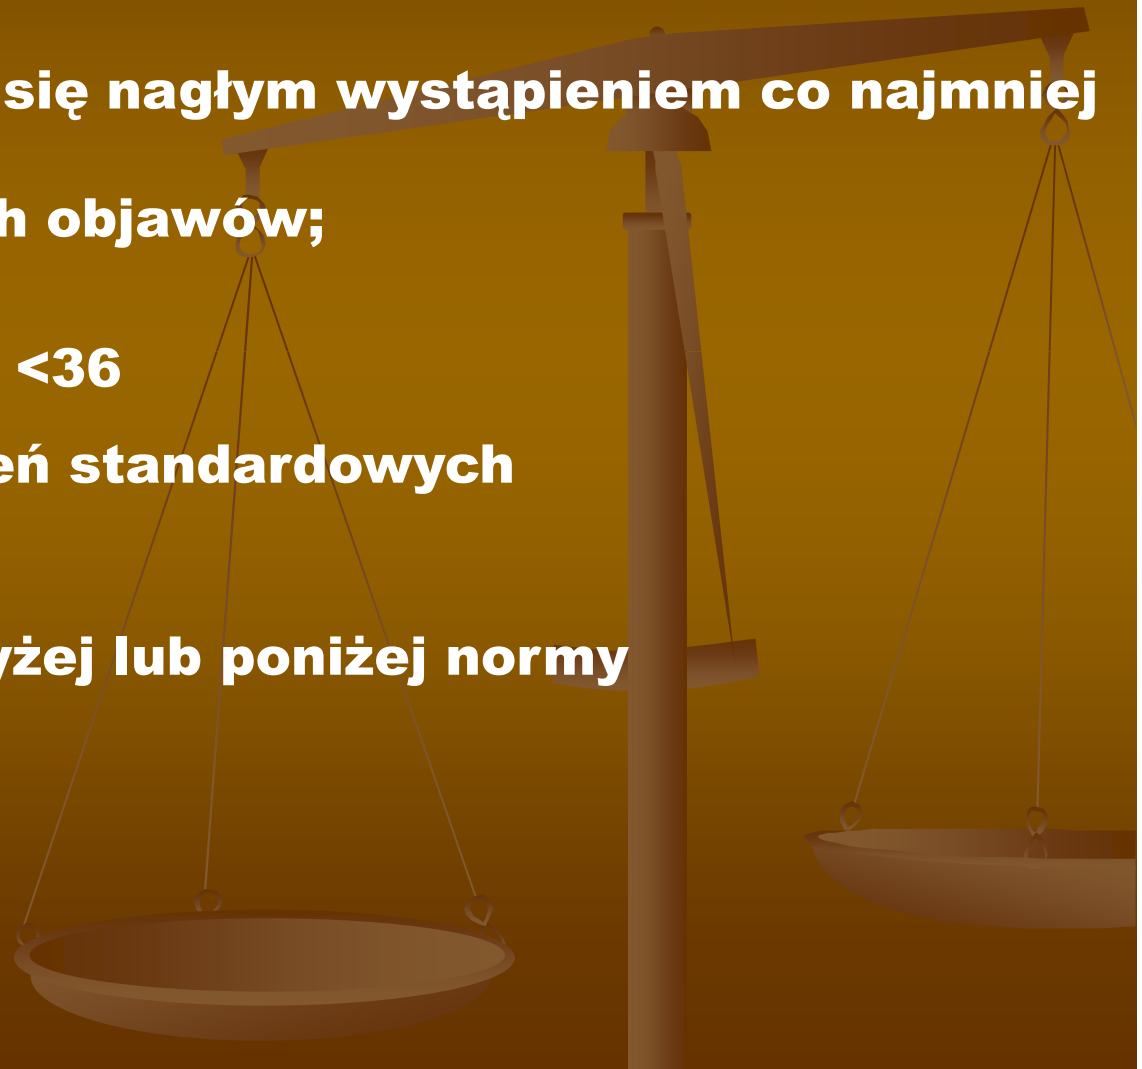 się nagłym wystąpieniem co najmniej
h objawów;
<36
eń standardowych
yżej lub poniżej normy